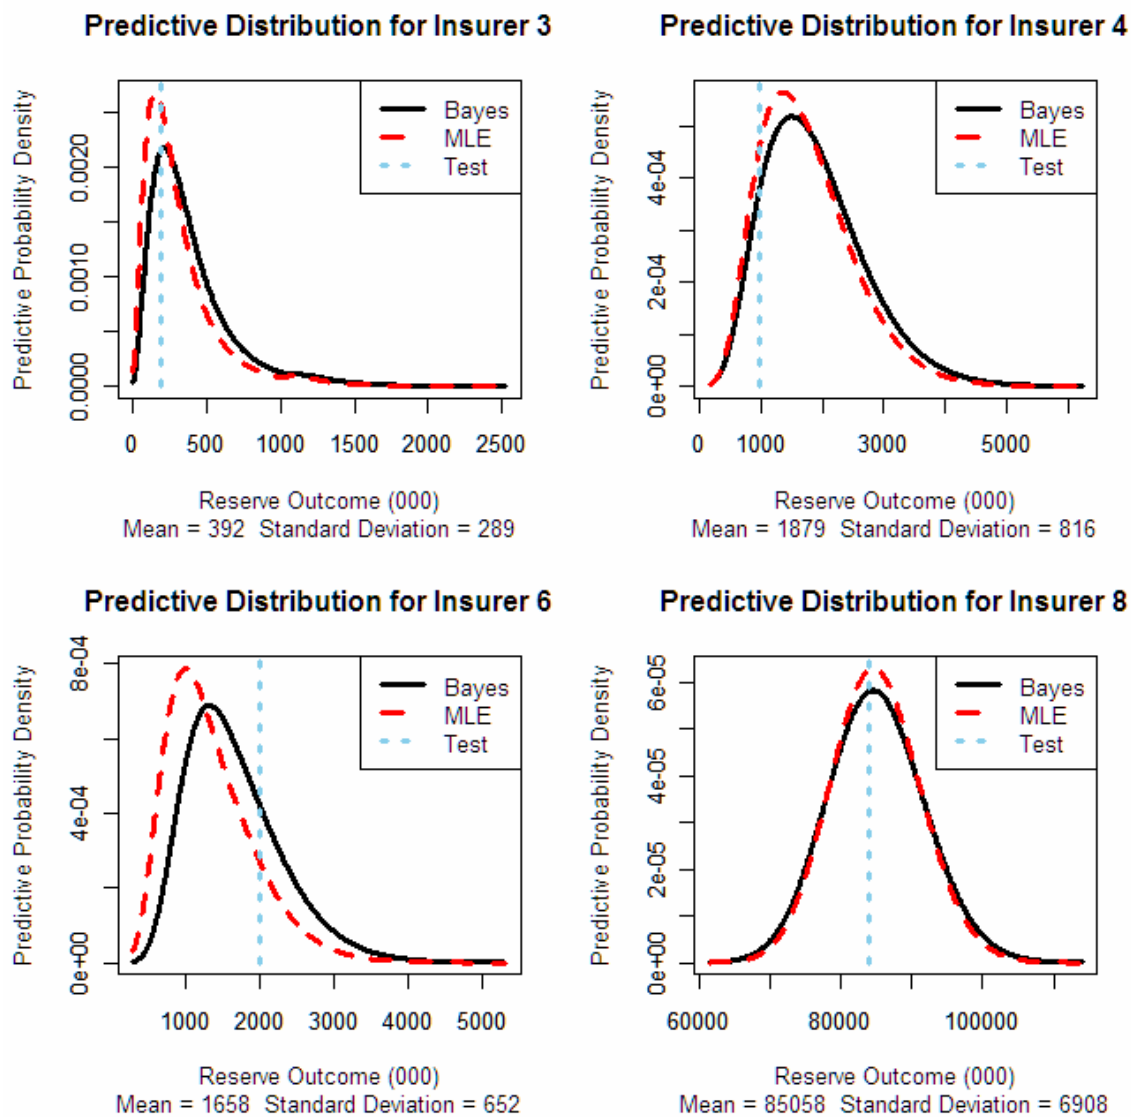 Predictive Distribution for Insurer 3
Predictive Probability Density
0.0000
0.0010
0.0020
Bayes
MLE
Test
0
500
1000
1500
2000
2500
Reserve Outcome (000)
Mean = 392 Standard Deviation = 289
Predictive Distribution for Insurer 4
Predictive Probability Density
0e+00
2e-04
4e-04
Bayes
MLE
Test
0
1000
3000
5000
Reserve Outcome (000)
Mean = 1879 Standard Deviation = 816
Predictive Distribution for Insurer 6
Predictive Probability Density
0e+00
4e-04
8e-04
Bayes
MLE
Test
1000
2000
3000
4000
5000
Reserve Outcome (000)
Mean = 1658 Standard Deviation = 652
Predictive Distribution for Insurer 8
Predictive Probability Density
0e+00
2e-05
4e-05
6e-05
Bayes
MLE
Test
60000
80000
100000
Reserve Outcome (000)
Mean = 85058 Standard Deviation = 6908